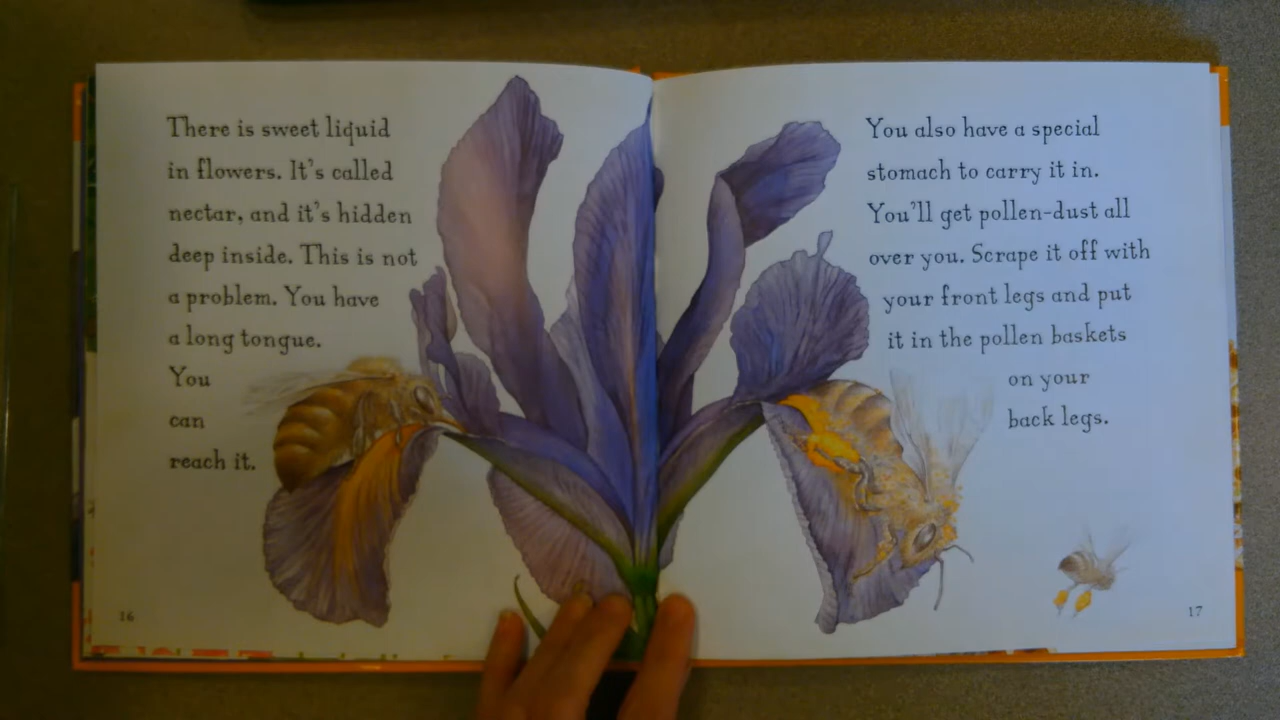 There is sweet liquid
in flowers. It's called
nectar, and it's hidden
deep inside. This is not
a problem. You have
a long tongue.
You
can
reach it.
16
You also have a special
stomach to carry it in.
You'll get pollen-dust all
over you. Scrape it off with
your front legs and put
it in the pollen baskets
on your
back legs.
17